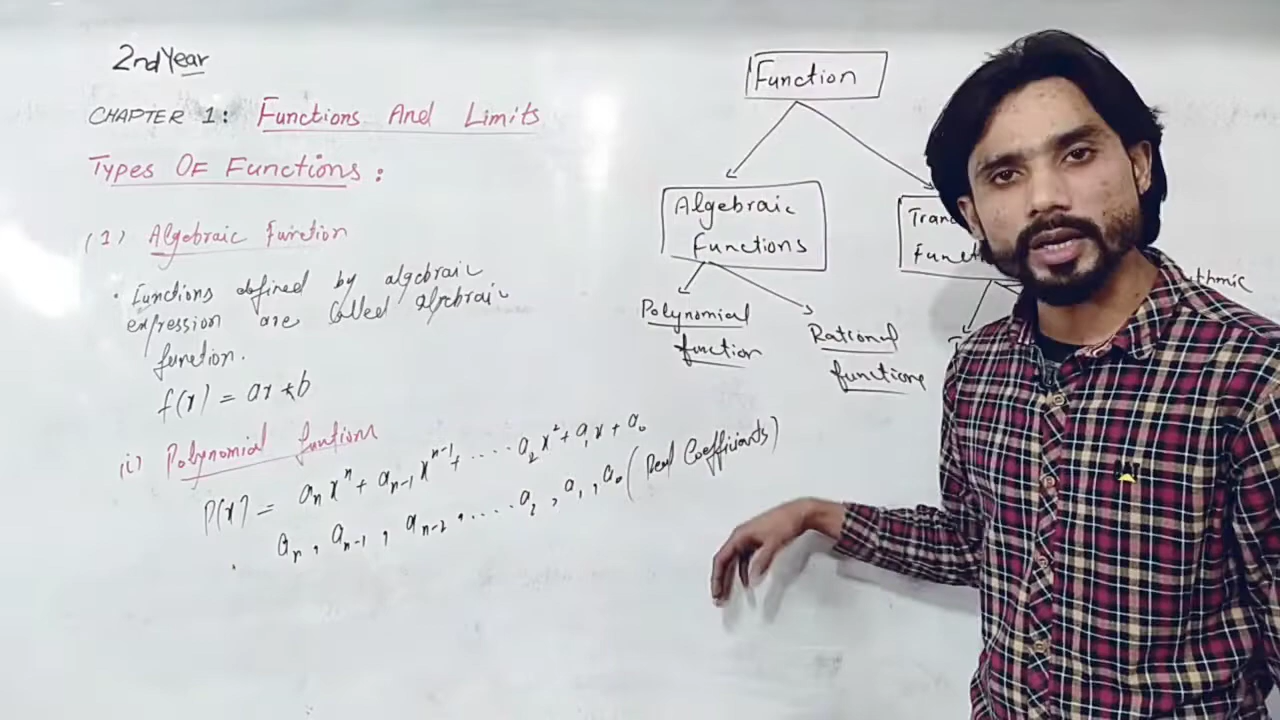 2nd Year
CHAPTER 1: Functions And Limits
Types Of Functions:
(1) Algebraic Function
• Functions defined by algebraic
expression are called algebraic
function.
f(x) = ax+b
(i) Polynomial functions
P(x) = aₙxⁿ + aₙ₋₁xⁿ⁻¹ + ..... a₂x² + a₁x + a₀
aₙ, aₙ₋₁, aₙ₋₂, ..... a₂, a₁, a₀ (Real Coefficients)
Function
Algebraic
Functions
Polynomial
function
Rational
functions
CAT